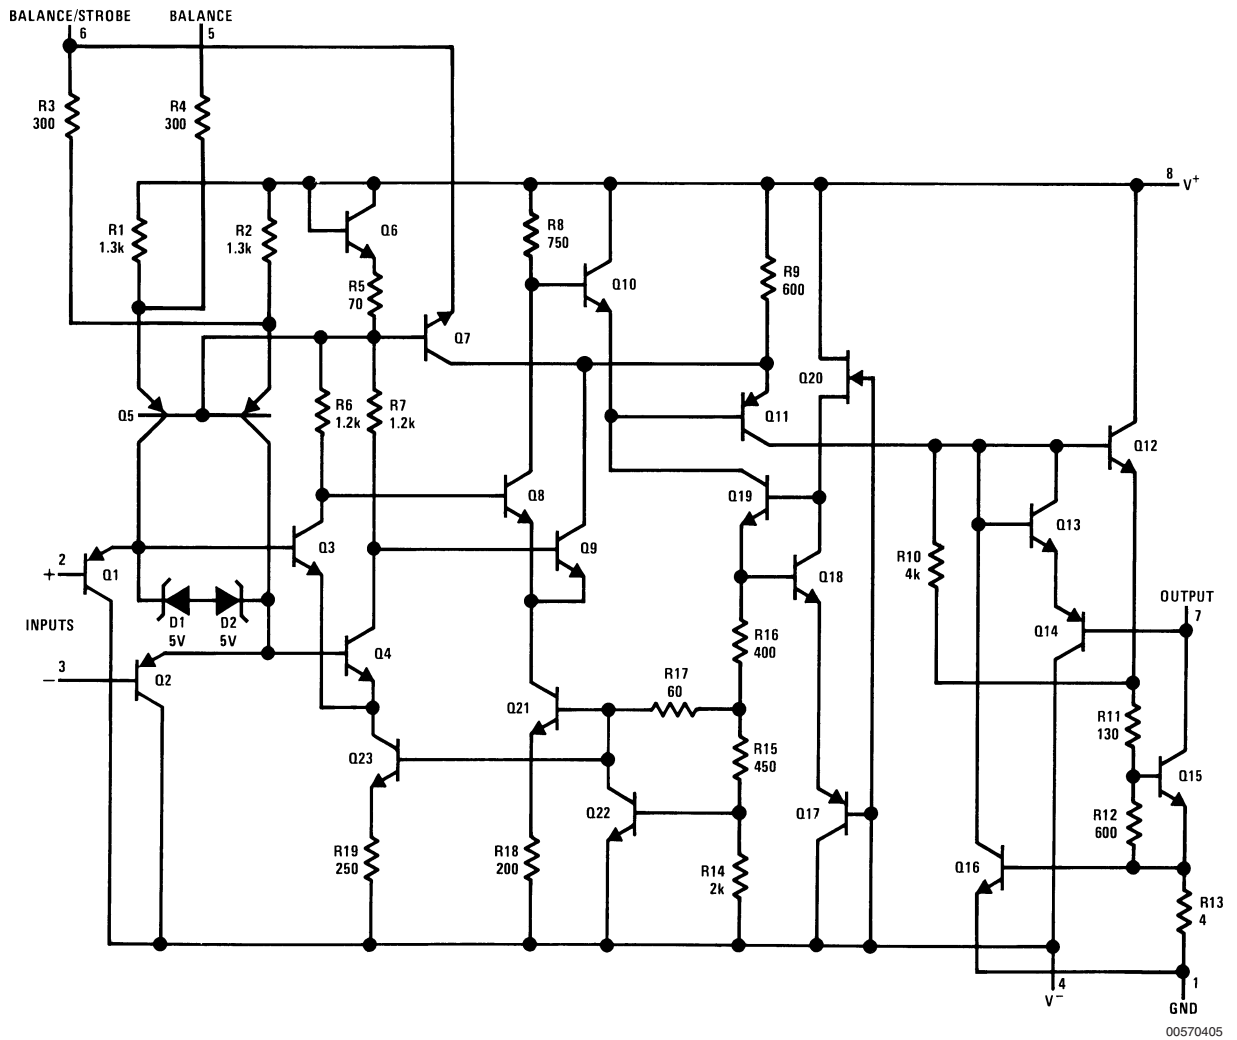 BALANCE/STROBE BALANCE
6 5
R3
300
R4
300
8 V+
R1
1.3k
R2
1.3k
Q6
R8
750
R5
70
Q10
R9
600
Q7
Q20
Q5
R6
1.2k
R7
1.2k
Q11
Q12
Q8
Q19
Q13
Q3
Q9
R10
4k
2
+
Q1
Q18
INPUTS
D1
5V
D2
5V
OUTPUT
7
Q14
R16
400
3
–
Q2
Q4
R17
60
Q21
R11
130
Q23
R15
450
Q15
Q22
Q17
R12
600
R19
250
R18
200
R14
2k
Q16
R13
4
4
V–
1
GND
00570405